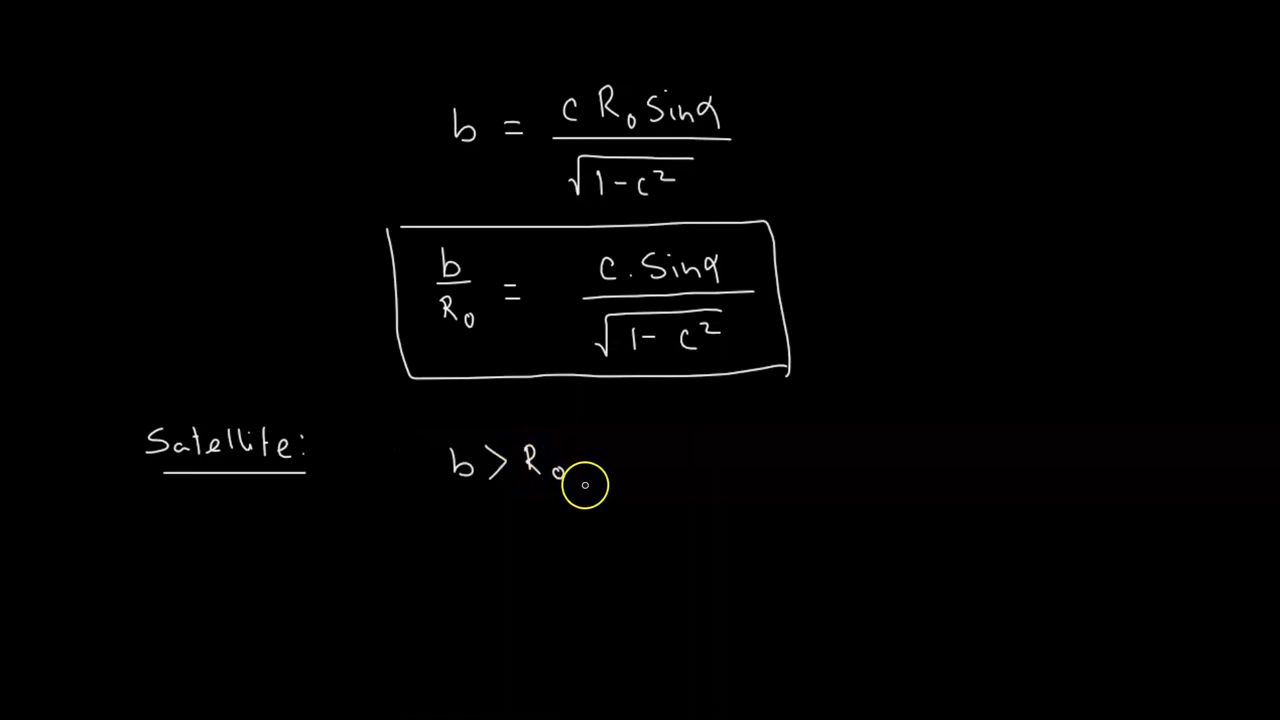 b = c R₀ sinα / √(1-c²)
b/R₀ = c . Sinα / √(1- c²)
Satellite: b > R₀